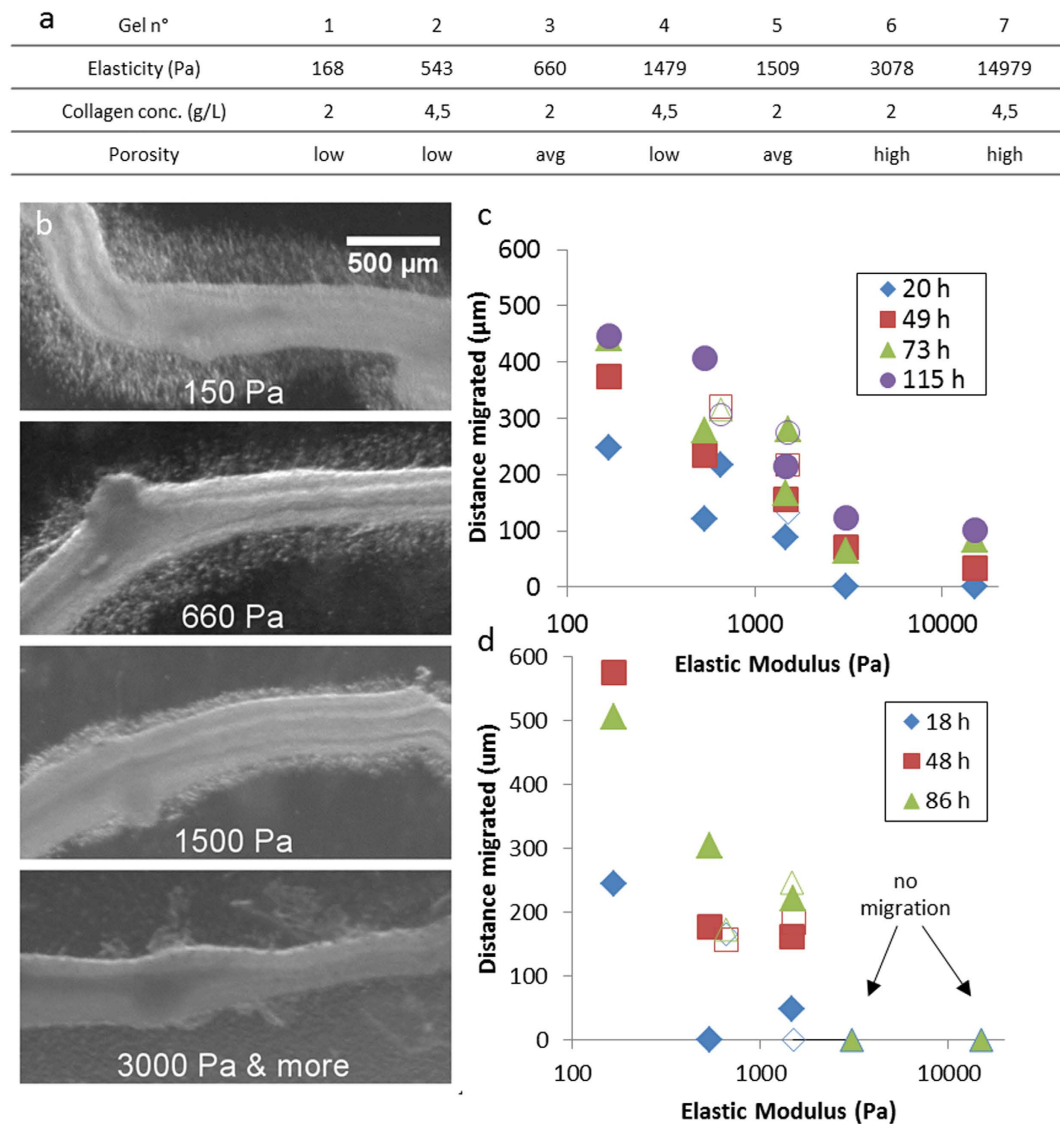 a
Gel n° 1 2 3 4 5 6 7
Elasticity (Pa) 168 543 660 1479 1509 3078 14979
Collagen conc. (g/L) 2 4,5 2 4,5 2 2 4,5
Porosity low low avg low avg high high
b
500 µm
150 Pa
660 Pa
1500 Pa
3000 Pa & more
c
Distance migrated (µm)
600
500
400
300
200
100
0
20 h
49 h
73 h
115 h
100 1000 10000
Elastic Modulus (Pa)
d
Distance migrated (um)
600
500
400
300
200
100
0
18 h
48 h
86 h
no
migration
100 1000 10000
Elastic Modulus (Pa)